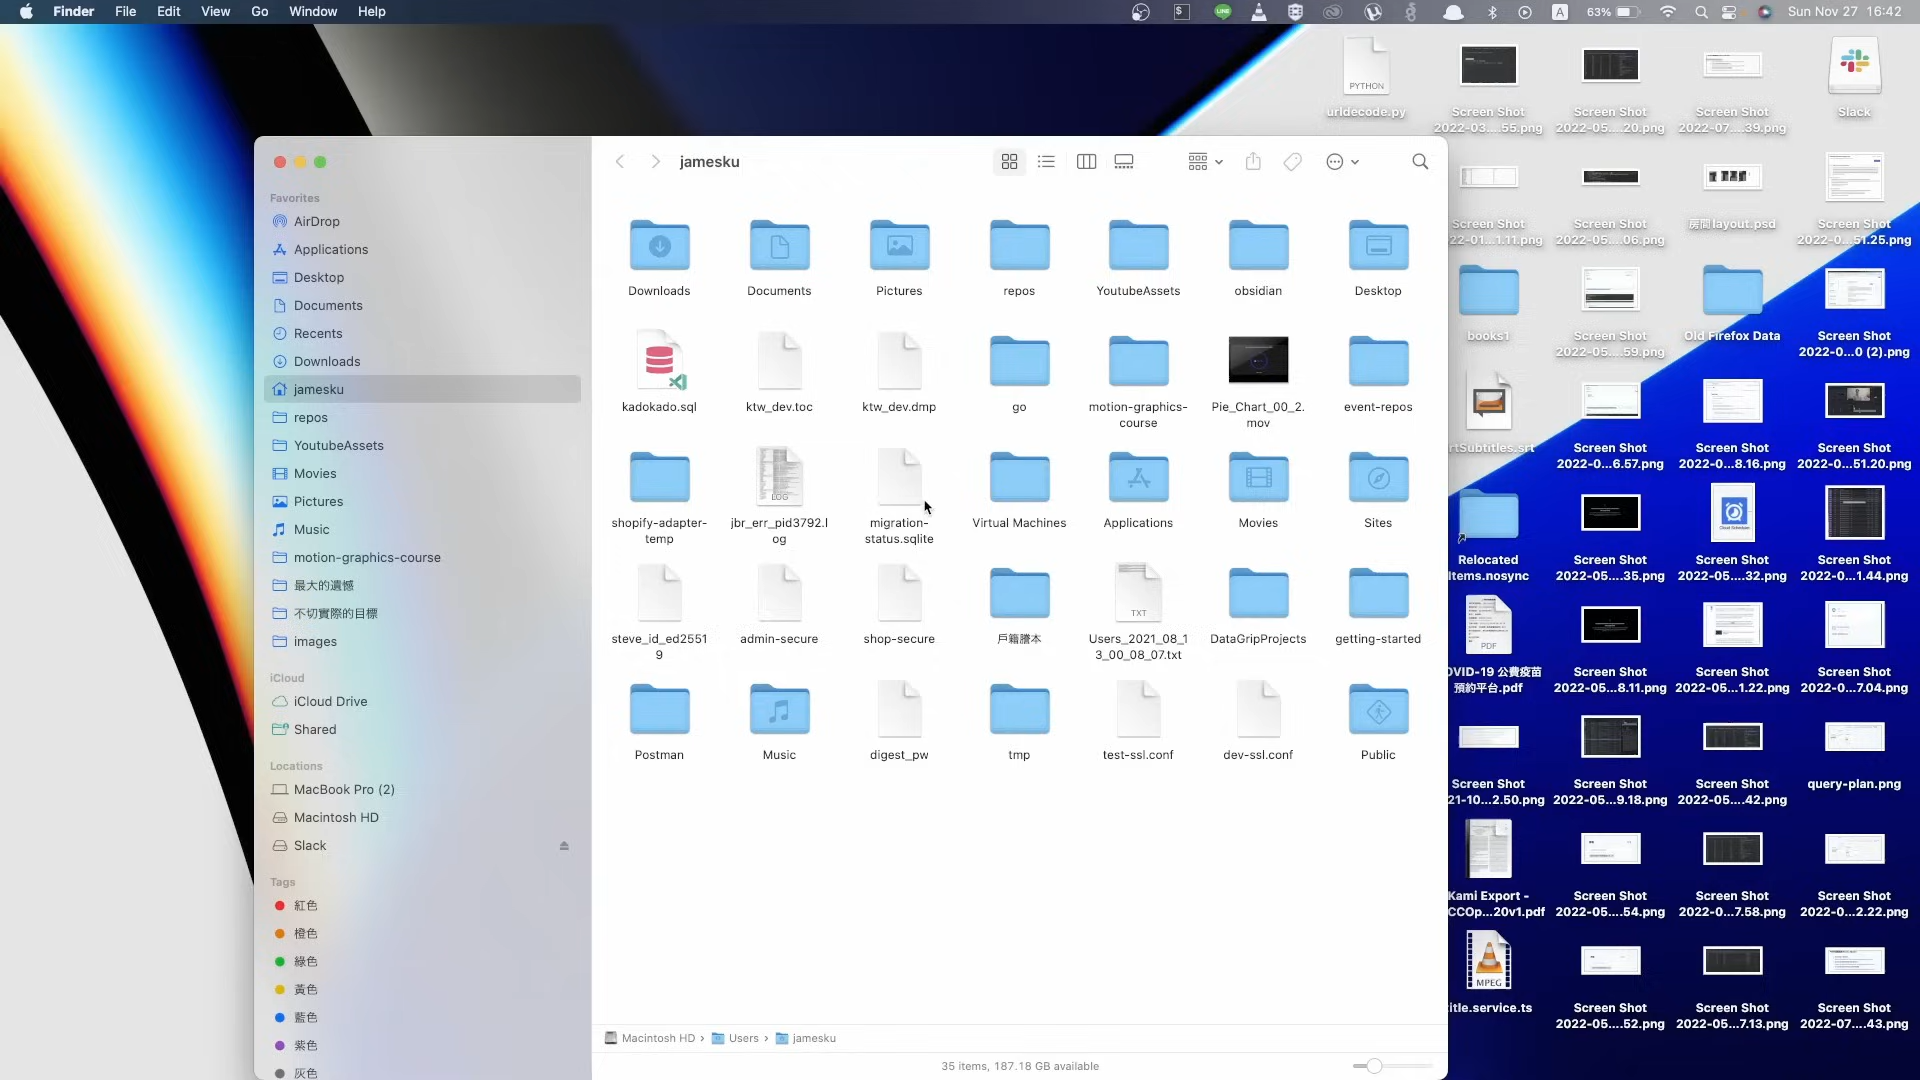 Finder File Edit View Go Window Help
63% Sun Nov 27 16:42
jamesku
Favorites
AirDrop
Applications
Desktop
Documents
Recents
Downloads
jamesku
repos
YoutubeAssets
Movies
Pictures
Music
motion-graphics-course
最大的遺憾
不切實際的目標
images
iCloud
iCloud Drive
Shared
Locations
MacBook Pro (2)
Macintosh HD
Slack
Tags
紅色
橙色
綠色
黃色
藍色
紫色
灰色
Downloads Documents Pictures repos YoutubeAssets obsidian Desktop
kadokado.sql ktw_dev.toc ktw_dev.dmp go motion-graphics- Pie_Chart_00_2. event-repos
course mov
LOG
shopify-adapter- jbr_err_pid3792.l migration- Virtual Machines Applications Movies Sites
temp og status.sqlite
TXT
steve_id_ed2551 admin-secure shop-secure 戶籍謄本 Users_2021_08_1 DataGripProjects getting-started
9 3_00_08_07.txt
Postman Music digest_pw tmp test-ssl.conf dev-ssl.conf Public
Macintosh HD › Users › jamesku
35 items, 187.18 GB available
PYTHON
urldecode.py Screen Shot Screen Shot Screen Shot Slack
2022-03....55.png 2022-05....20.png 2022-07....39.png
Screen Shot Screen Shot 房間layout.psd Screen Shot
22-01...1.11.png 2022-05....06.png 2022-0...51.25.png
books1 Screen Shot Old Firefox Data Screen Shot
2022-05....59.png 2022-0...0 (2).png
rtSubtitles.srt Screen Shot Screen Shot Screen Shot
2022-0...6.57.png 2022-0...8.16.png 2022-0...51.20.png
Cloud Scheduler
Relocated Screen Shot Screen Shot Screen Shot
Items.nosync 2022-05....35.png 2022-05....32.png 2022-0...1.44.png
PDF
OVID-19 公費疫苗 Screen Shot Screen Shot Screen Shot
預約平台.pdf 2022-05...8.11.png 2022-05...1.22.png 2022-0...7.04.png
Screen Shot Screen Shot Screen Shot query-plan.png
21-10...2.50.png 2022-05...9.18.png 2022-05....42.png
Kami Export - Screen Shot Screen Shot Screen Shot
CCOp...20v1.pdf 2022-05....54.png 2022-0...7.58.png 2022-0...2.22.png
MPEG
itle.service.ts Screen Shot Screen Shot Screen Shot
2022-05....52.png 2022-05...7.13.png 2022-07....43.png